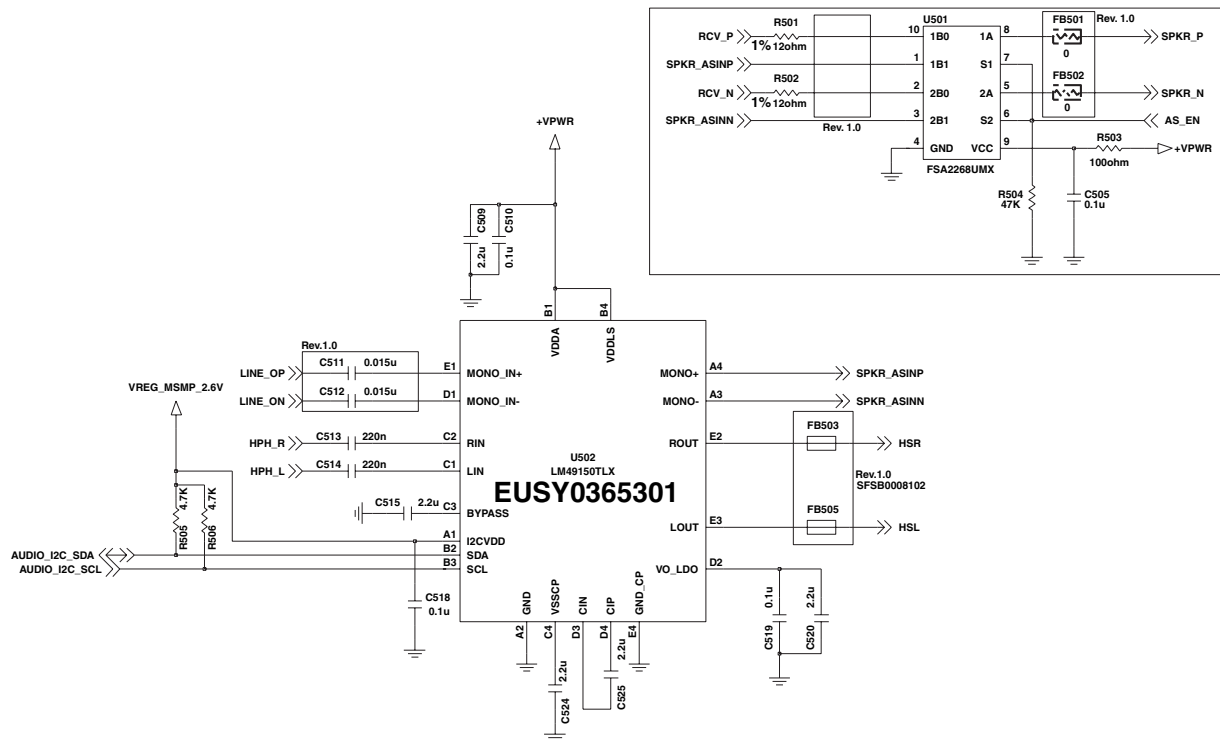 R501
U501
FB501
Rev. 1.0
RCV_P
1%
12ohm
10
1B0
1A
8
0
SPKR_P
SPKR_ASINP
1
1B1
S1
7
R502
FB502
RCV_N
1%
12ohm
2
2B0
2A
5
0
SPKR_N
SPKR_ASINN
3
2B1
S2
6
AS_EN
Rev. 1.0
4
GND
VCC
9
R503
100ohm
+VPWR
FSA2268UMX
R504
47K
C505
0.1u
+VPWR
C509
2.2u
C510
0.1u
B1
B4
VDDA
VDDLS
Rev.1.0
C511
0.015u
LINE_OP
E1
MONO_IN+
C512
0.015u
LINE_ON
D1
MONO_IN-
VREG_MSMP_2.6V
HPH_R
C513
220n
C2
RIN
HPH_L
C514
220n
C1
LIN
C515
2.2u
C3
BYPASS
4.7K
R505
4.7K
R506
A1
I2CVDD
AUDIO_I2C_SDA
B2
SDA
AUDIO_I2C_SCL
B3
SCL
C518
0.1u
U502
LM49150TLX
EUSY0365301
MONO+
A4
SPKR_ASINP
MONO-
A3
SPKR_ASINN
ROUT
E2
FB503
HSR
Rev.1.0
SFSB0008102
LOUT
E3
FB505
HSL
VO_LDO
D2
0.1u
C519
2.2u
C520
GND
VSSCP
CIN
CIP
GND_CP
A2
C4
D3
D4
E4
2.2u
C524
2.2u
C525